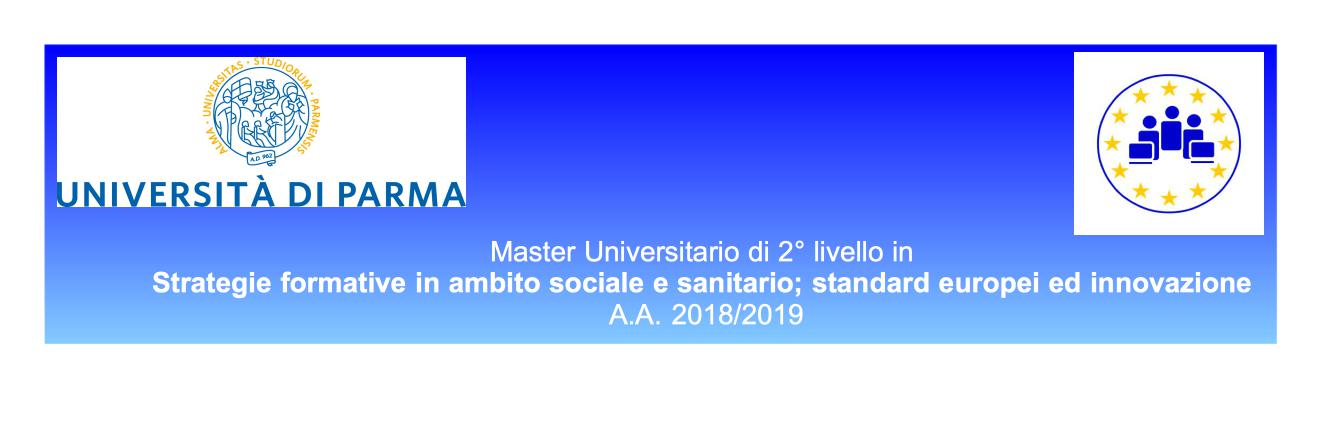 ALMA · UNIVERSITAS · STUDIORUM · PARMENSIS
A.D. 962
UNIVERSITÀ DI PARMA
Master Universitario di 2° livello in
Strategie formative in ambito sociale e sanitario; standard europei ed innovazione
A.A. 2018/2019